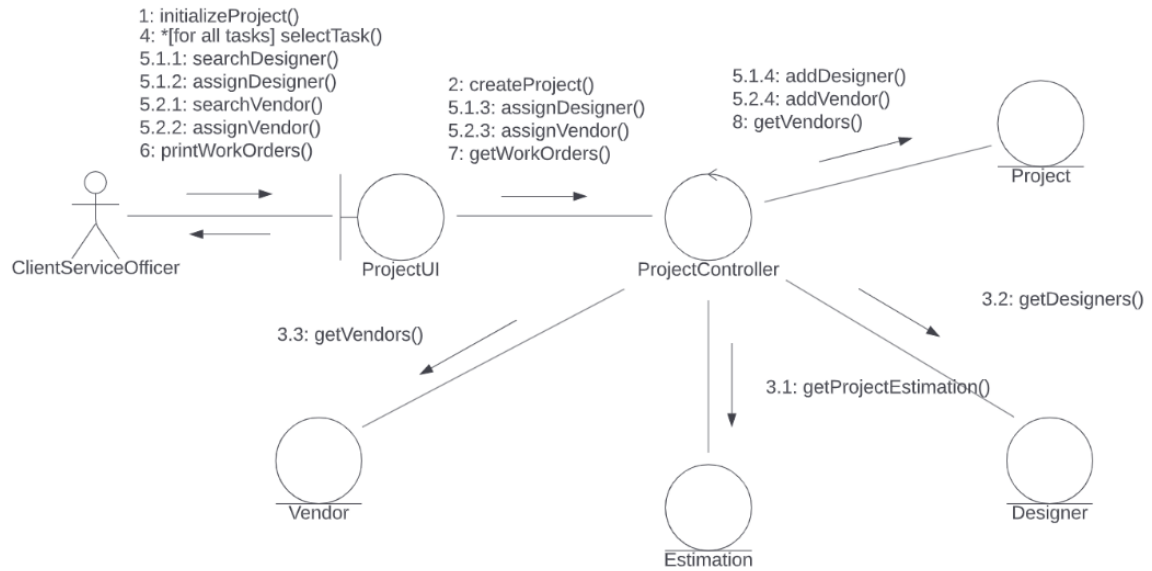 1: initializeProject()
4: *[for all tasks] selectTask()
5.1.1: searchDesigner()
5.1.2: assignDesigner()
5.2.1: searchVendor()
5.2.2: assignVendor()
6: printWorkOrders()
2: createProject()
5.1.3: assignDesigner()
5.2.3: assignVendor()
7: getWorkOrders()
5.1.4: addDesigner()
5.2.4: addVendor()
8: getVendors()
Project
ClientServiceOfficer
ProjectUI
ProjectController
3.2: getDesigners()
3.3: getVendors()
3.1: getProjectEstimation()
Vendor
Designer
Estimation